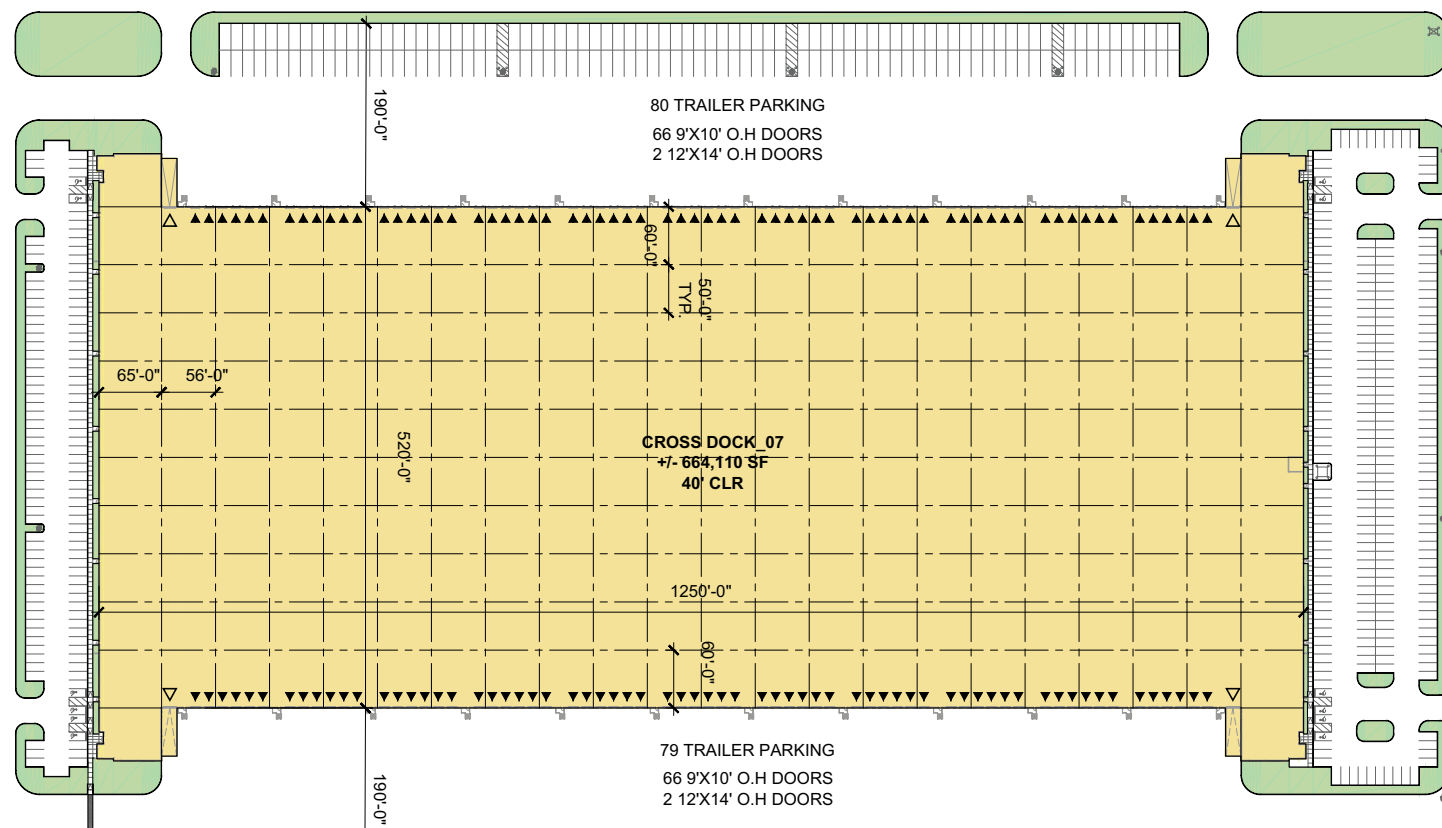 190'-0"
80 TRAILER PARKING
66 9'X10' O.H DOORS
2 12'X14' O.H DOORS
60'-0"
50'-0"
TYP.
65'-0"
56'-0"
520'-0"
CROSS DOCK_07
+/- 664,110 SF
40' CLR
1250'-0"
60'-0"
79 TRAILER PARKING
66 9'X10' O.H DOORS
2 12'X14' O.H DOORS
190'-0"